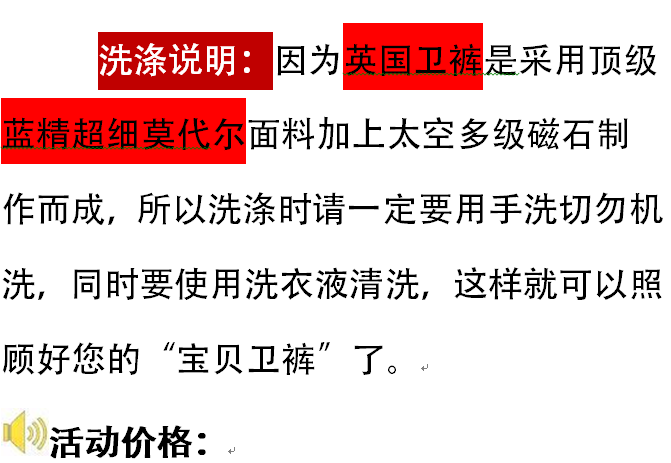 洗涤说明：因为英国卫裤是采用顶级
蓝精超细莫代尔面料加上太空多级磁石制
作而成，所以洗涤时请一定要用手洗切勿机
洗，同时要使用洗衣液清洗，这样就可以照
顾好您的“宝贝卫裤”了。
活动价格：